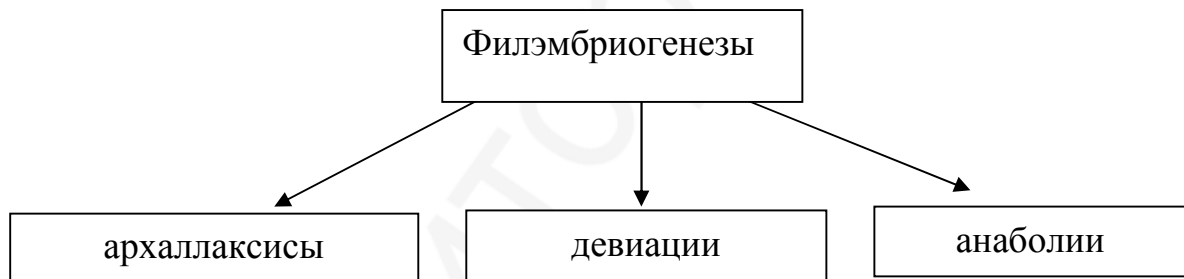 Филэмбриогенезы
архаллаксисы
девиации
анаболии